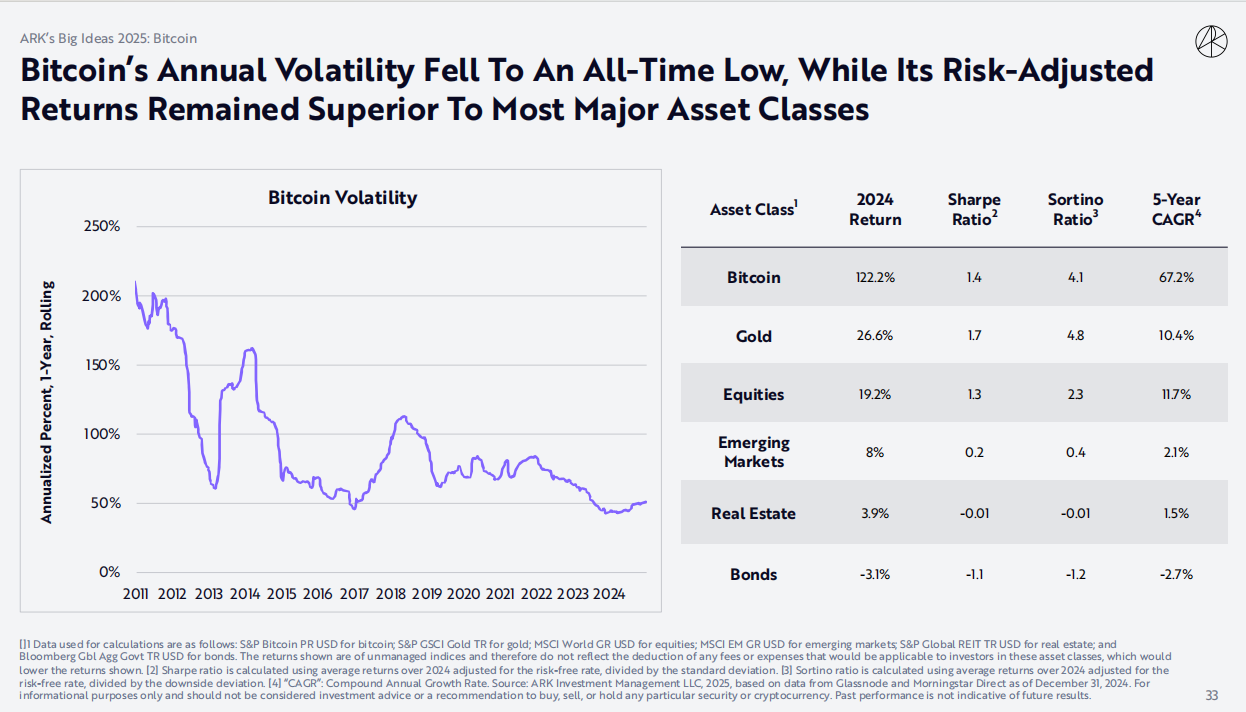 ARK's Big Ideas 2025: Bitcoin
Bitcoin's Annual Volatility Fell To An All-Time Low, While Its Risk-Adjusted
Returns Remained Superior To Most Major Asset Classes
Bitcoin Volatility
Annualized Percent, 1-Year, Rolling
250%
200%
150%
100%
50%
0%
2011 2012 2013 2014 2015 2016 2017 2018 2019 2020 2021 2022 2023 2024
Asset Class1 2024 Return Sharpe Ratio2 Sortino Ratio3 5-Year CAGR4
Bitcoin 122.2% 1.4 4.1 67.2%
Gold 26.6% 1.7 4.8 10.4%
Equities 19.2% 1.3 2.3 11.7%
Emerging Markets 8% 0.2 0.4 2.1%
Real Estate 3.9% -0.01 -0.01 1.5%
Bonds -3.1% -1.1 -1.2 -2.7%
[]1 Data used for calculations are as follows: S&P Bitcoin PR USD for bitcoin; S&P GSCI Gold TR for gold; MSCI World GR USD for equities; MSCI EM GR USD for emerging markets; S&P Global REIT TR USD for real estate; and
Bloomberg Gbl Agg Govt TR USD for bonds. The returns shown are of unmanaged indices and therefore do not reflect the deduction of any fees or expenses that would be applicable to investors in these asset classes, which would
lower the returns shown. [2] Sharpe ratio is calculated using average returns over 2024 adjusted for the risk-free rate, divided by the standard deviation. [3] Sortino ratio is calculated using average returns over 2024 adjusted for the
risk-free rate, divided by the downside deviation. [4] "CAGR": Compound Annual Growth Rate. Source: ARK Investment Management LLC, 2025, based on data from Glassnode and Morningstar Direct as of December 31, 2024. For
informational purposes only and should not be considered investment advice or a recommendation to buy, sell, or hold any particular security or cryptocurrency. Past performance is not indicative of future results.
33